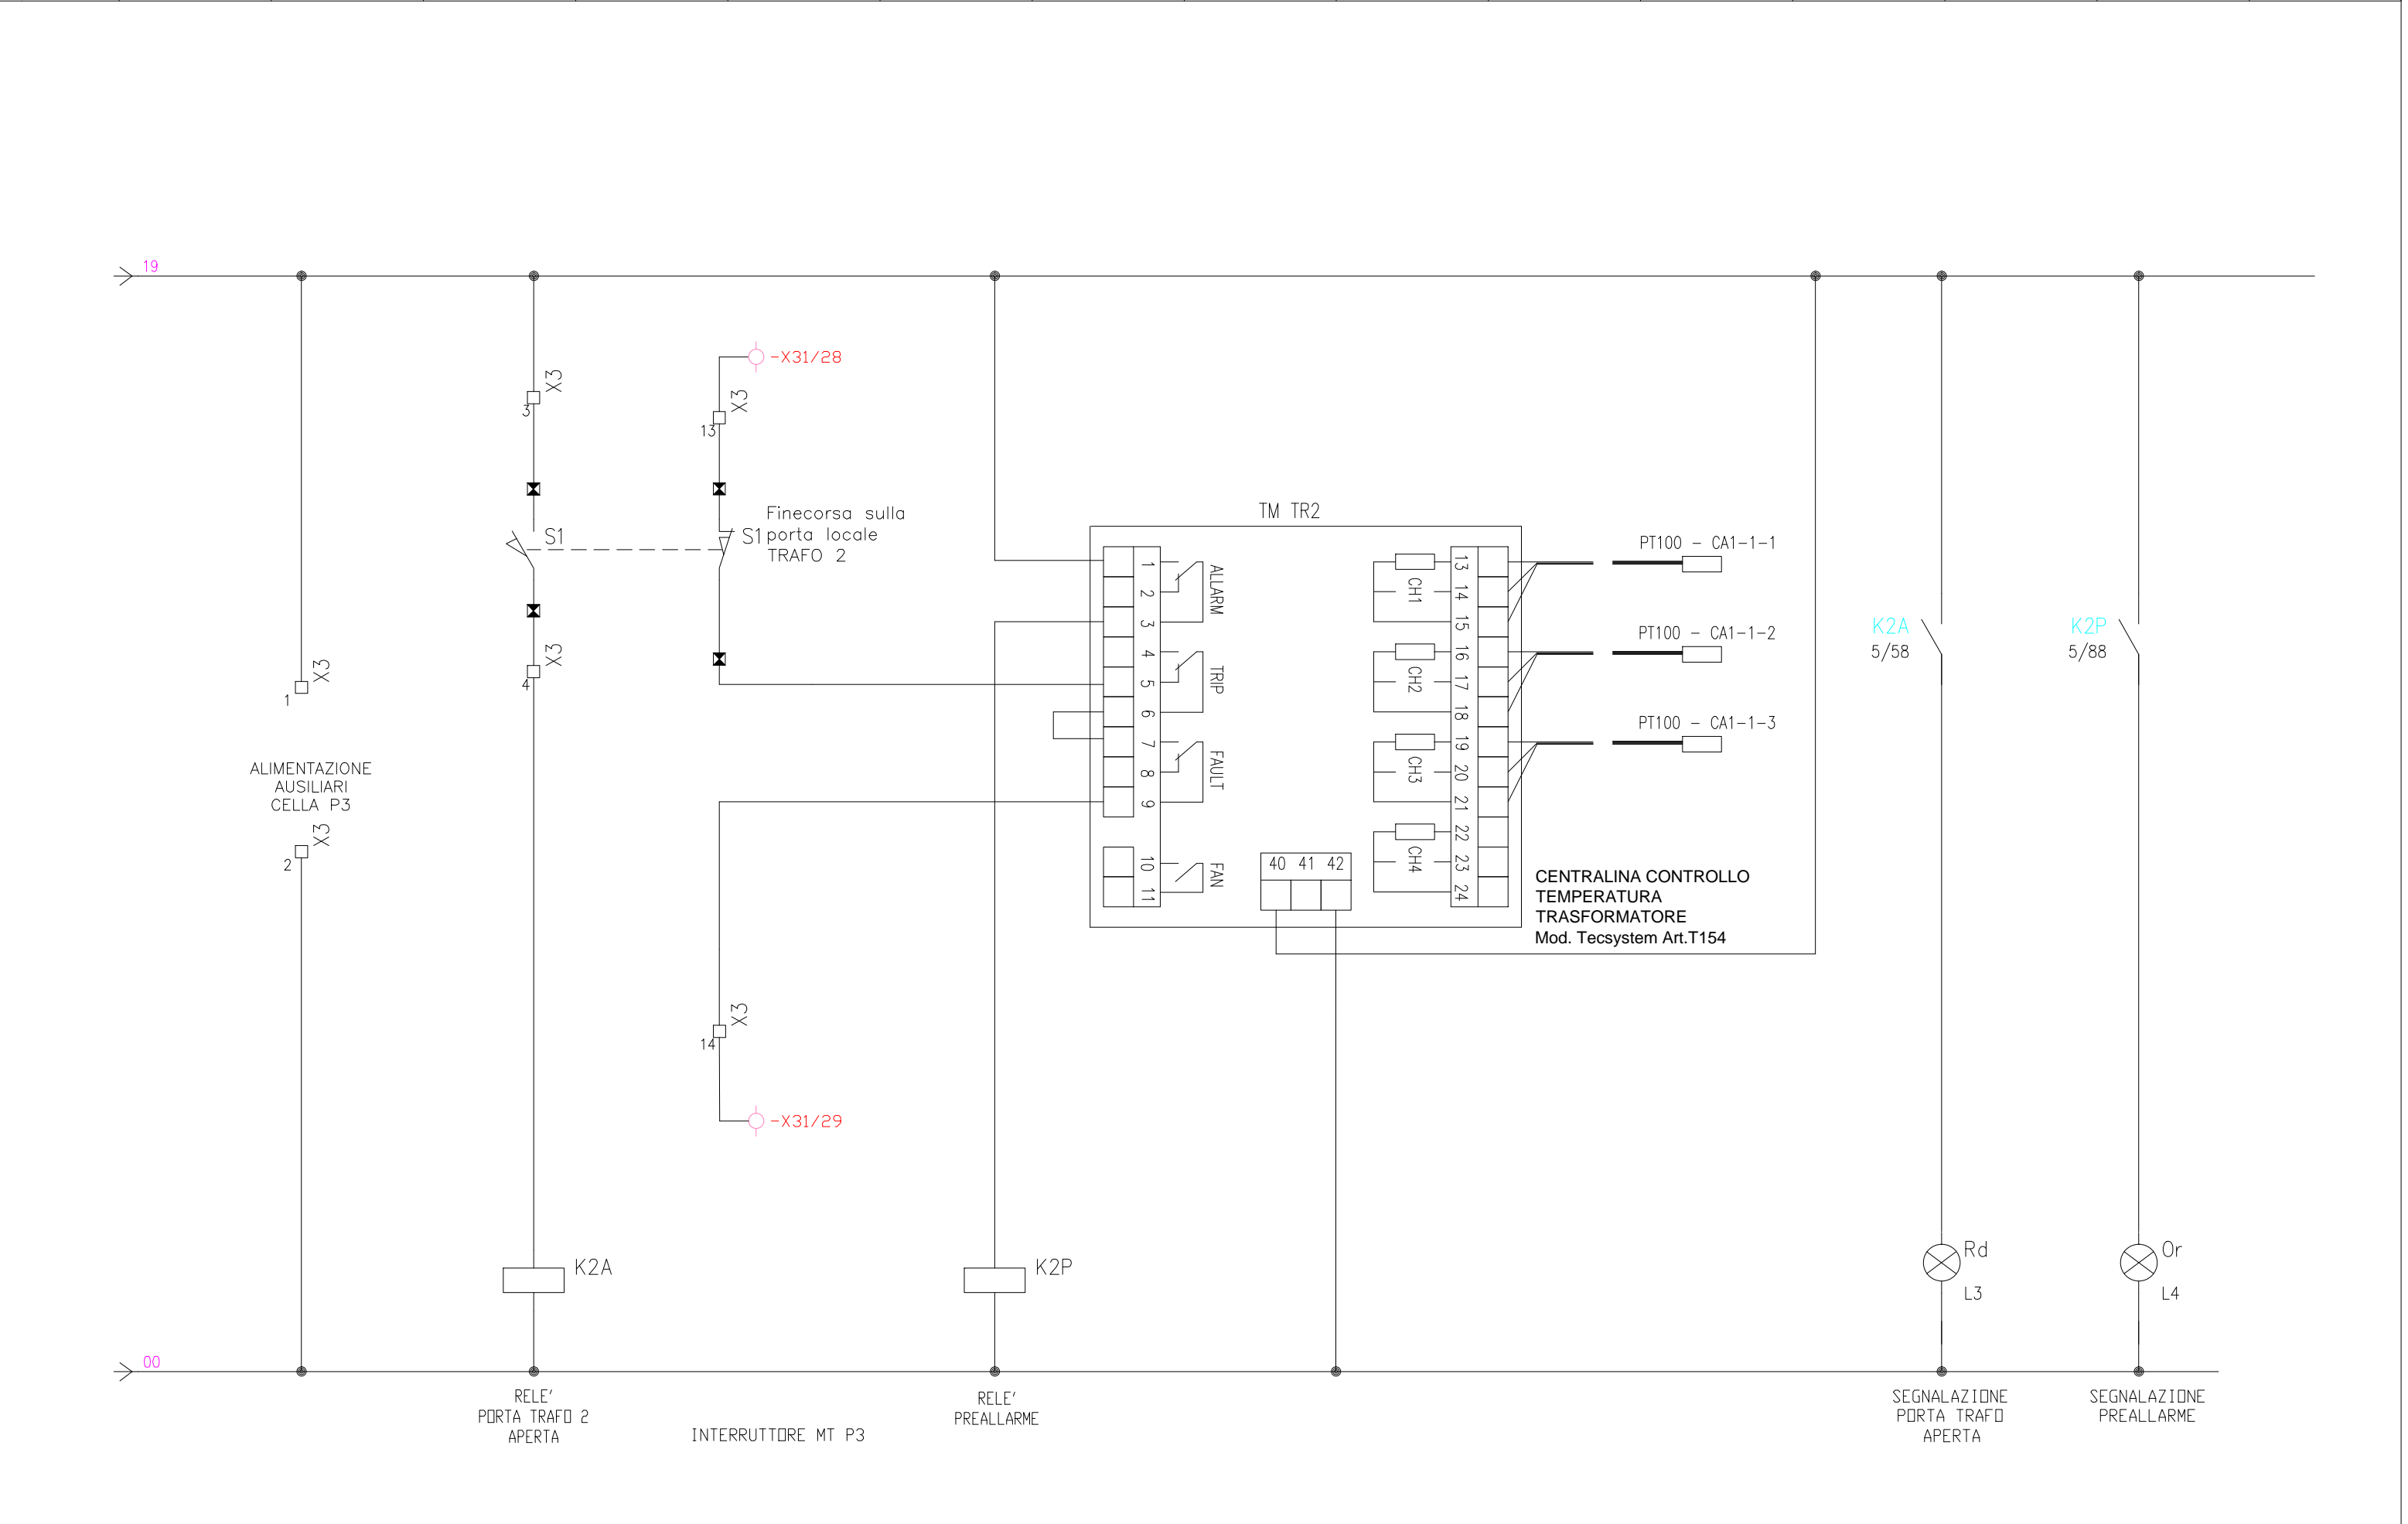 19
-X31/28
X3
3
X3
13
S1
S1
Finecorsa sulla
porta locale
TRAFO 2
X3
4
X3
1
ALIMENTAZIONE
AUSILIARI
CELLA P3
X3
2
X3
14
-X31/29
TM TR2
1
2
3
4
5
6
7
8
9
10
11
ALLARM
TRIP
FAULT
FAN
40 41 42
CH1
CH2
CH3
CH4
13
14
15
16
17
18
19
20
21
22
23
24
PT100 - CA1-1-1
PT100 - CA1-1-2
PT100 - CA1-1-3
CENTRALINA CONTROLLO
TEMPERATURA
TRASFORMATORE
Mod. Tecsystem Art.T154
K2A
5/58
K2P
5/88
K2A
K2P
Rd
L3
Or
L4
00
RELE'
PORTA TRAFO 2
APERTA
INTERRUTTORE MT P3
RELE'
PREALLARME
SEGNALAZIONE
PORTA TRAFO
APERTA
SEGNALAZIONE
PREALLARME